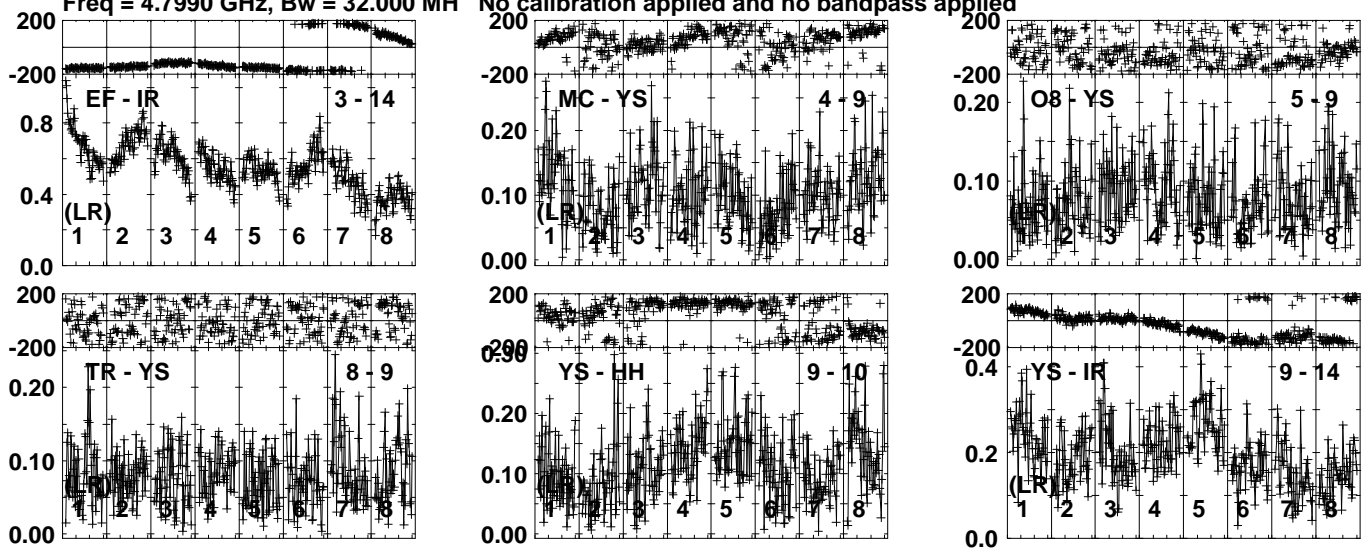 Freq = 4.7990 GHz, Bw = 32.000 MH No calibration applied and no bandpass applied
200
-200
EF - IR 3 - 14
0.8
0.4
(LR)
1 2 3 4 5 6 7 8
0.0
200
-200
MC - YS 4 - 9
0.20
0.10
(LR)
1 2 3 4 5 6 7 8
0.00
200
-200
O8 - YS 5 - 9
0.20
0.10
(LR)
1 2 3 4 5 6 7 8
0.00
200
-200
TR - YS 8 - 9
0.20
0.10
(LR)
1 2 3 4 5 6 7 8
0.00
200
-200
0.30
YS - HH 9 - 10
0.20
0.10
(LR)
1 2 3 4 5 6 7 8
0.00
200
-200
0.4
YS - IR 9 - 14
0.2
(LR)
1 2 3 4 5 6 7 8
0.0